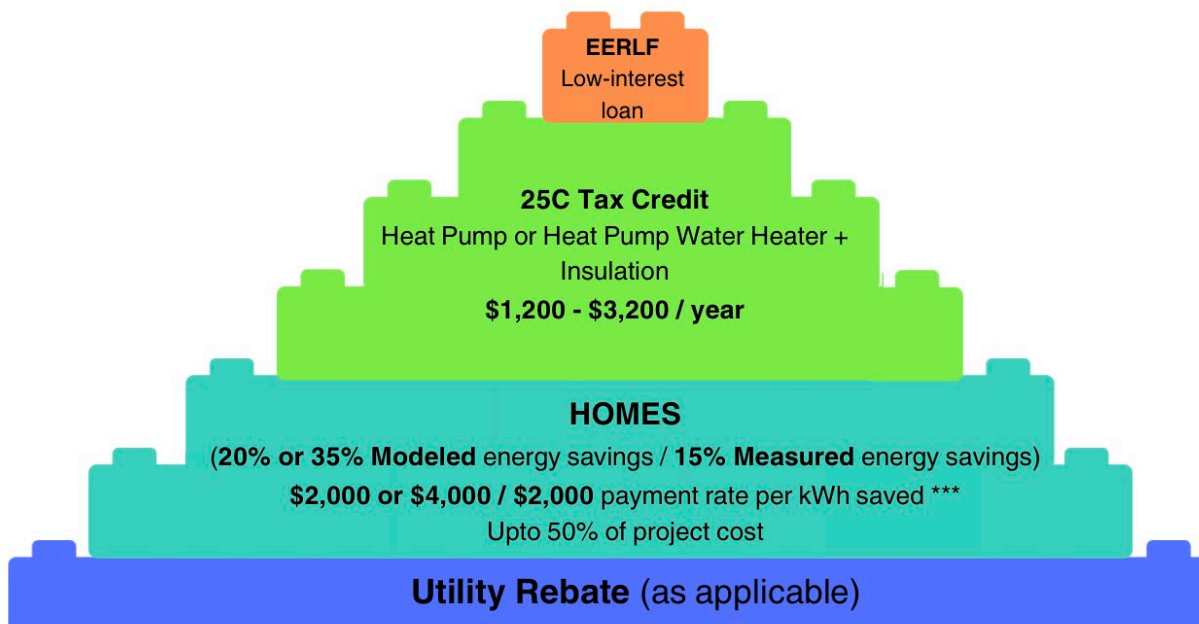 EERLF
Low-interest
loan
25C Tax Credit
Heat Pump or Heat Pump Water Heater +
Insulation
$1,200 - $3,200 / year
HOMES
(20% or 35% Modeled energy savings / 15% Measured energy savings)
$2,000 or $4,000 / $2,000 payment rate per kWh saved ***
Upto 50% of project cost
Utility Rebate (as applicable)